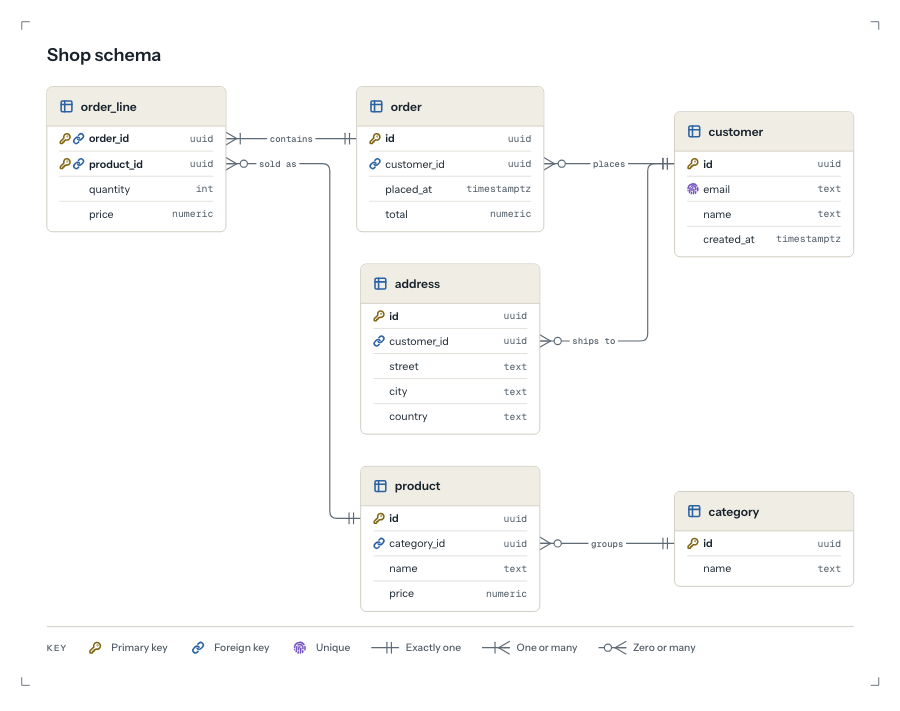 Shop schema
order_line
order_id uuid
product_id uuid
quantity int
price numeric
contains
sold as
order
id uuid
customer_id uuid
placed_at timestamptz
total numeric
places
customer
id uuid
email text
name text
created_at timestamptz
address
id uuid
customer_id uuid
street text
city text
country text
ships to
product
id uuid
category_id uuid
name text
price numeric
groups
category
id uuid
name text
KEY Primary key Foreign key Unique Exactly one One or many Zero or many